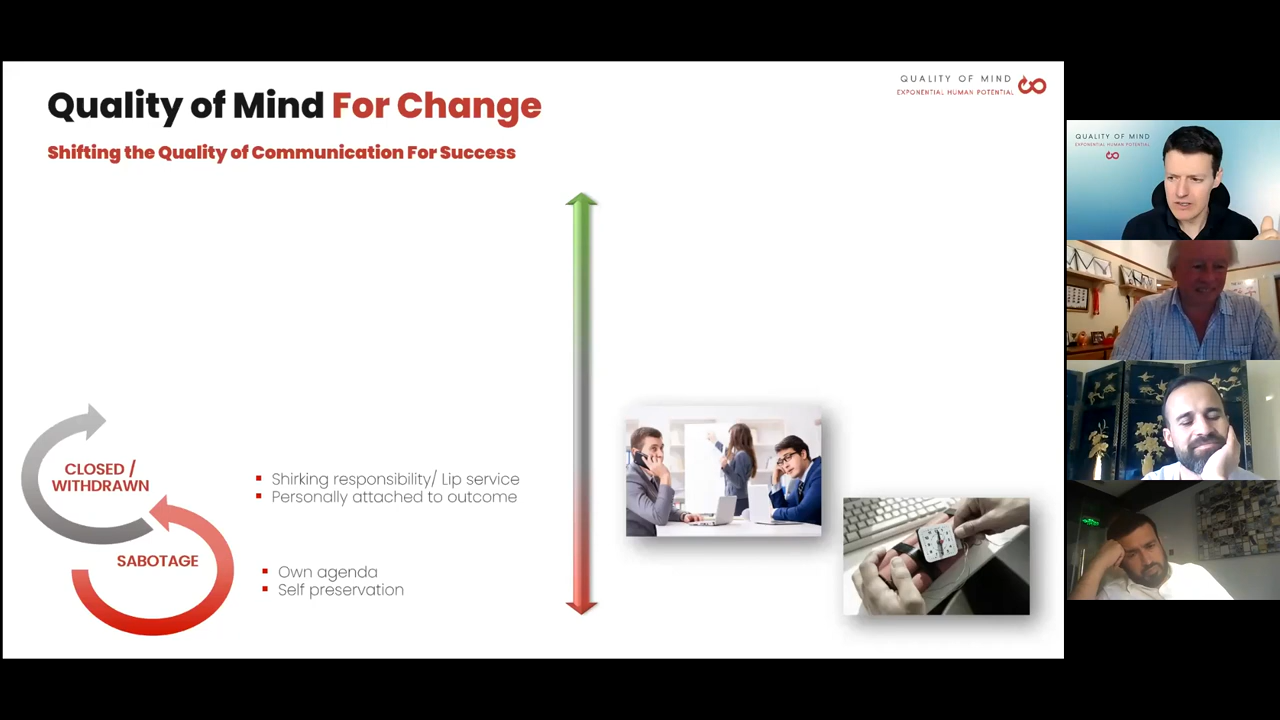 Quality of Mind For Change
Shifting the Quality of Communication For Success
QUALITY OF MIND
EXPONENTIAL HUMAN POTENTIAL
CLOSED /
WITHDRAWN
Shirking responsibility/ Lip service
Personally attached to outcome
SABOTAGE
Own agenda
Self preservation
QUALITY OF MIND
EXPONENTIAL HUMAN POTENTIAL